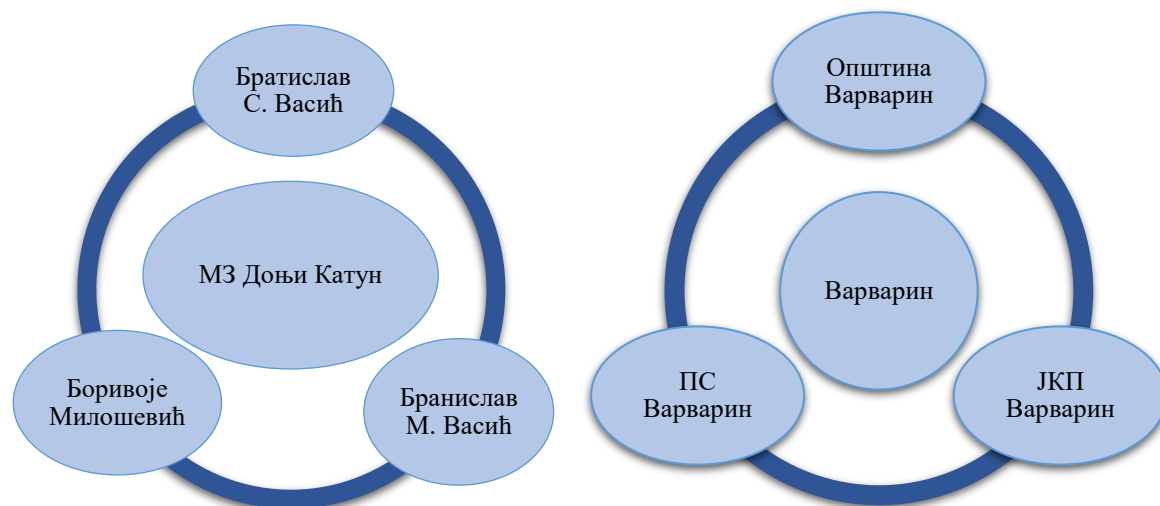 Братислав
С. Васић
МЗ Доњи Катун
Боривоје
Милошевић
Бранислав
М. Васић
Општина
Варварин
Варварин
ПС
Варварин
ЈКП
Варварин